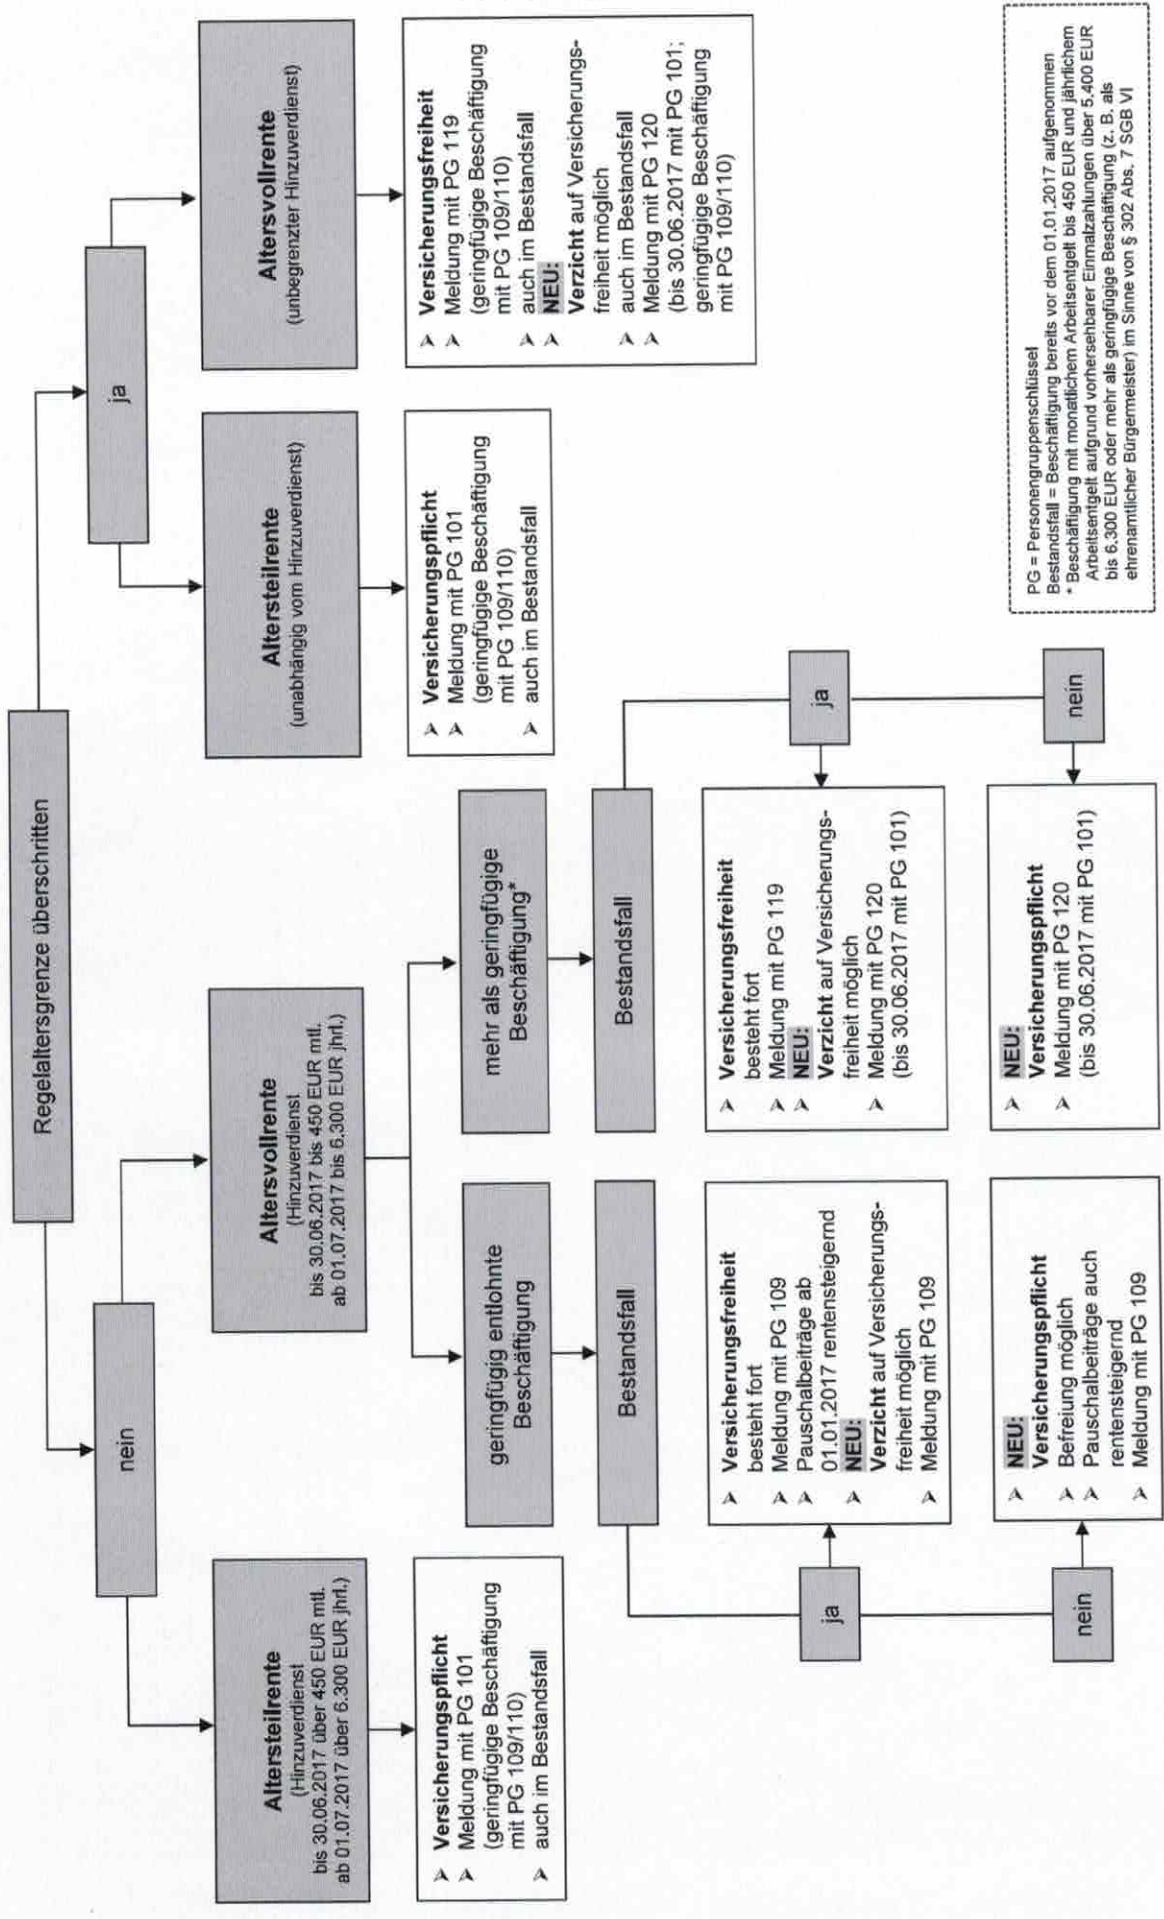 Regelaltersgrenze überschritten
nein
ja
Altersteilrente
(Hinzuverdienst
bis 30.06.2017 über 450 EUR mtl.
ab 01.07.2017 über 6.300 EUR jhrl.)
Altersvollrente
(Hinzuverdienst
bis 30.06.2017 bis 450 EUR mtl.
ab 01.07.2017 bis 6.300 EUR jhrl.)
Altersteilrente
(unabhängig vom Hinzuverdienst)
Altersvollrente
(unbegrenzter Hinzuverdienst)
➢ Versicherungspflicht
➢ Meldung mit PG 101
(geringfügige Beschäftigung
mit PG 109/110)
➢ auch im Bestandsfall
geringfügig entlohnte
Beschäftigung
mehr als geringfügige
Beschäftigung*
➢ Versicherungspflicht
➢ Meldung mit PG 101
(geringfügige Beschäftigung
mit PG 109/110)
➢ auch im Bestandsfall
➢ Versicherungsfreiheit
➢ Meldung mit PG 119
(geringfügige Beschäftigung
mit PG 109/110)
➢ auch im Bestandsfall
➢ NEU:
Verzicht auf Versicherungs-
freiheit möglich
➢ auch im Bestandsfall
➢ Meldung mit PG 120
(bis 30.06.2017 mit PG 101;
geringfügige Beschäftigung
mit PG 109/110)
Bestandsfall
Bestandsfall
ja
➢ Versicherungsfreiheit
besteht fort
➢ Meldung mit PG 109
➢ Pauschalbeiträge ab
01.01.2017 rentensteigernd
➢ NEU:
Verzicht auf Versicherungs-
freiheit möglich
➢ Meldung mit PG 109
➢ Versicherungsfreiheit
besteht fort
➢ Meldung mit PG 119
➢ NEU:
Verzicht auf Versicherungs-
freiheit möglich
➢ Meldung mit PG 120
(bis 30.06.2017 mit PG 101)
ja
nein
➢ NEU:
Versicherungspflicht
➢ Befreiung möglich
➢ Pauschalbeiträge auch
rentensteigernd
➢ Meldung mit PG 109
➢ NEU:
Versicherungspflicht
➢ Meldung mit PG 120
(bis 30.06.2017 mit PG 101)
nein
PG = Personengruppenschlüssel
Bestandsfall = Beschäftigung bereits vor dem 01.01.2017 aufgenommen
* Beschäftigung mit monatlichem Arbeitsentgelt bis 450 EUR und jährlichem
Arbeitsentgelt aufgrund vorhersehbarer Einmalzahlungen über 5.400 EUR
bis 6.300 EUR oder mehr als geringfügige Beschäftigung (z. B. als
ehrenamtlicher Bürgermeister) im Sinne von § 302 Abs. 7 SGB VI